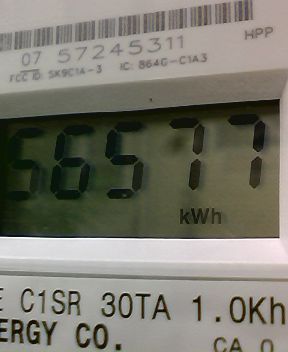 07 57245311 HPP
FCC ID: SK9C1A-3 IC: 864G-C1A3
56577
kWh
C1SR 30TA 1.0Kh
ERGY CO. CA 0